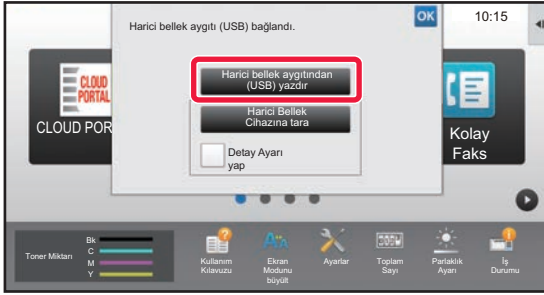 Harici bellek aygıtı (USB) bağlandı.
OK
10:15
Harici bellek aygıtından
(USB) yazdır
Harici Bellek
Cihazına tara
Detay Ayarı
yap
CLOUD
PORTAL
CLOUD POR
Kolay
Faks
Toner Miktarı
Bk
C
M
Y
Kullanım
Kılavuzu
Ekran
Modunu
büyült
Ayarlar
Toplam
Sayı
Parlaklık
Ayarı
İş
Durumu